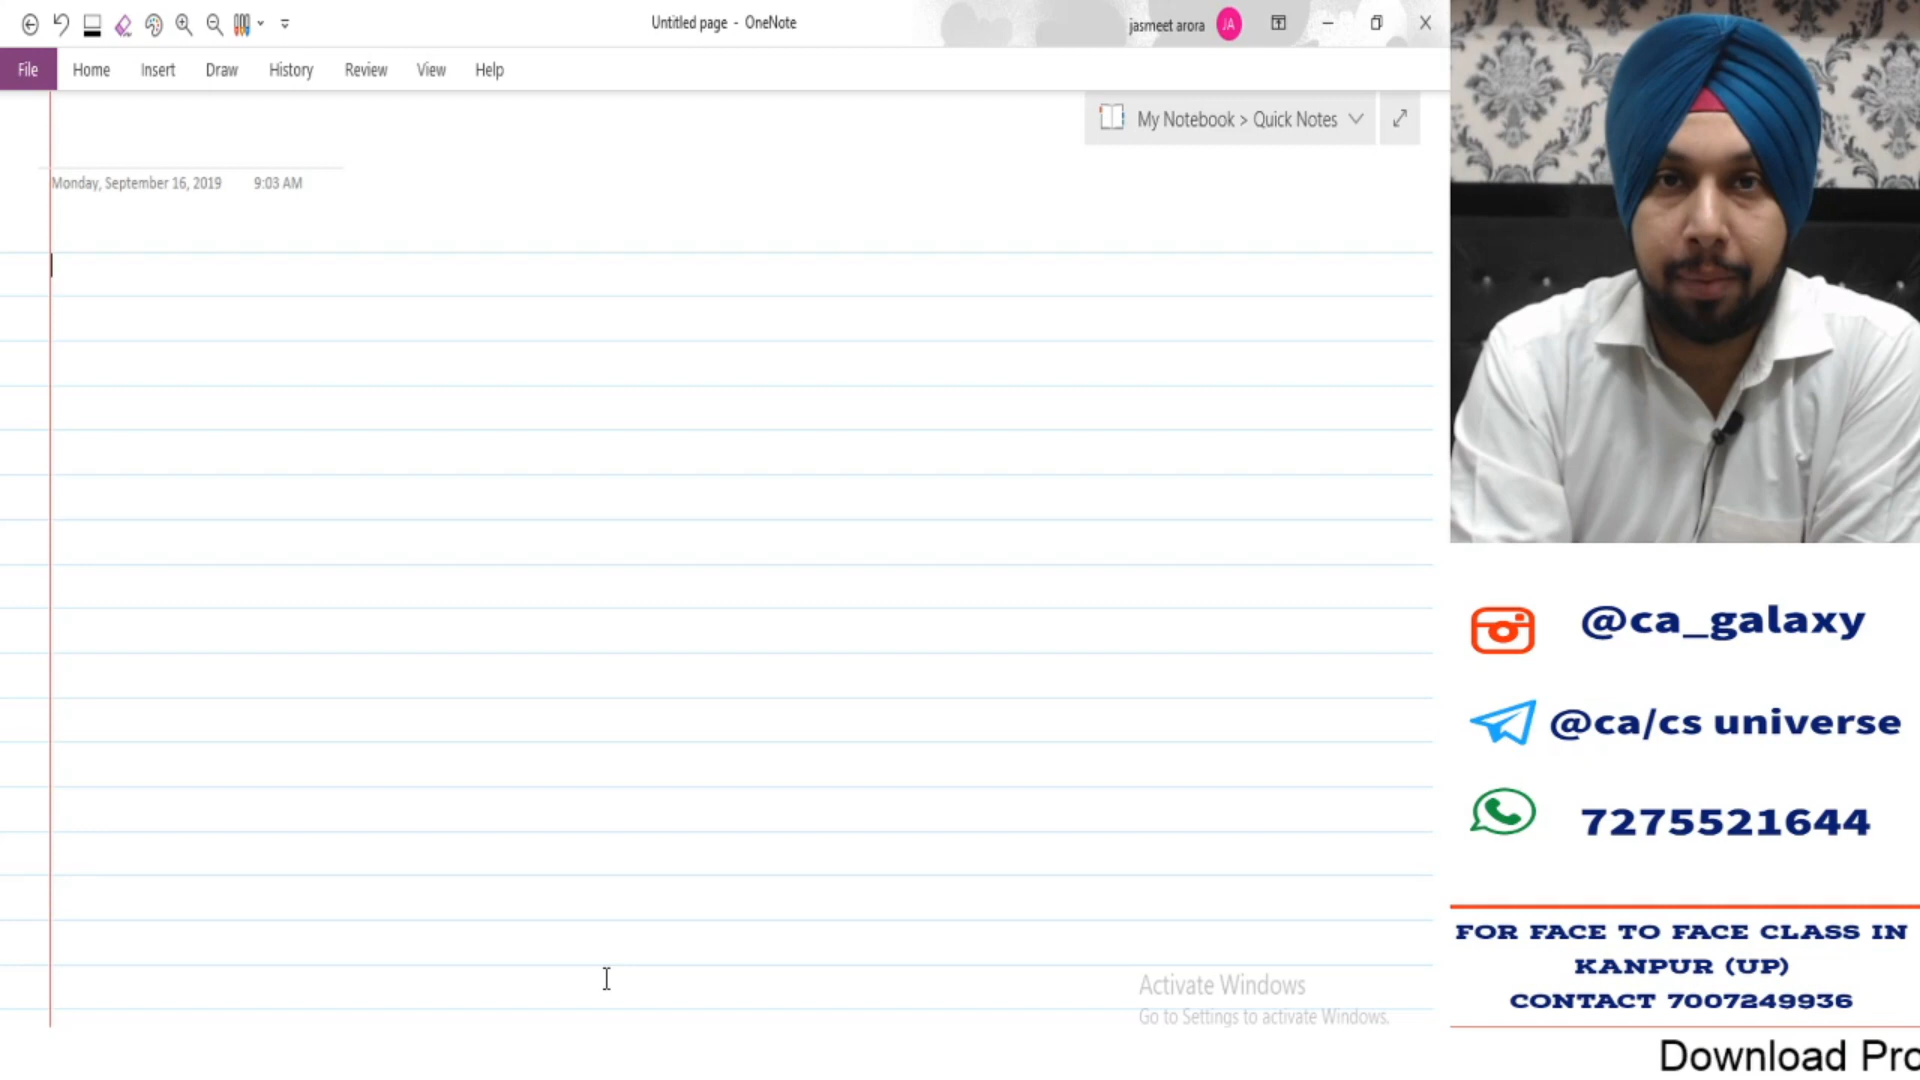 Untitled page - OneNote
jasmeet arora JA
File Home Insert Draw History Review View Help
My Notebook > Quick Notes
Monday, September 16, 2019 9:03 AM
Activate Windows
Go to Settings to activate Windows.
@ca_galaxy
@ca/cs universe
7275521644
FOR FACE TO FACE CLASS IN
KANPUR (UP)
CONTACT 7007249936
Download Pro